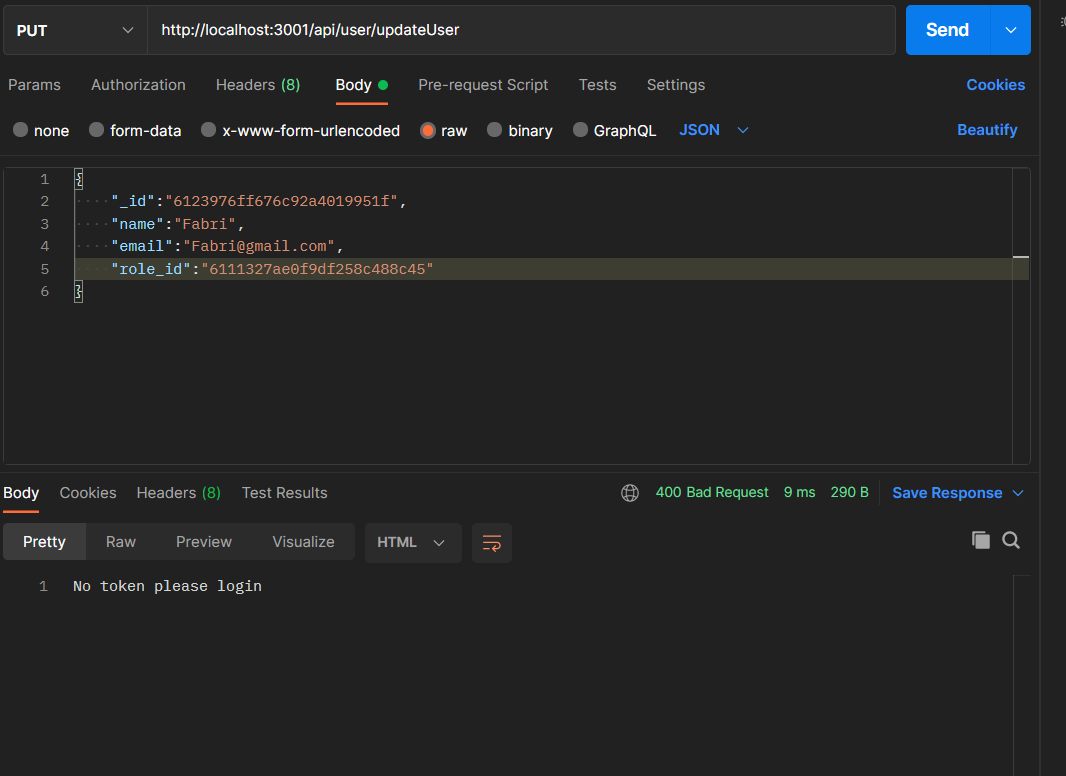 PUT http://localhost:3001/api/user/updateUser Send
Params Authorization Headers (8) Body Pre-request Script Tests Settings Cookies
none form-data x-www-form-urlencoded raw binary GraphQL JSON Beautify
1 {
2 ····"_id":"6123976ff676c92a4019951f",
3 ····"name":"Fabri",
4 ····"email":"Fabri@gmail.com",
5 ····"role_id":"6111327ae0f9df258c488c45"
6 }
Body Cookies Headers (8) Test Results 400 Bad Request 9 ms 290 B Save Response
Pretty Raw Preview Visualize HTML
1 No token please login